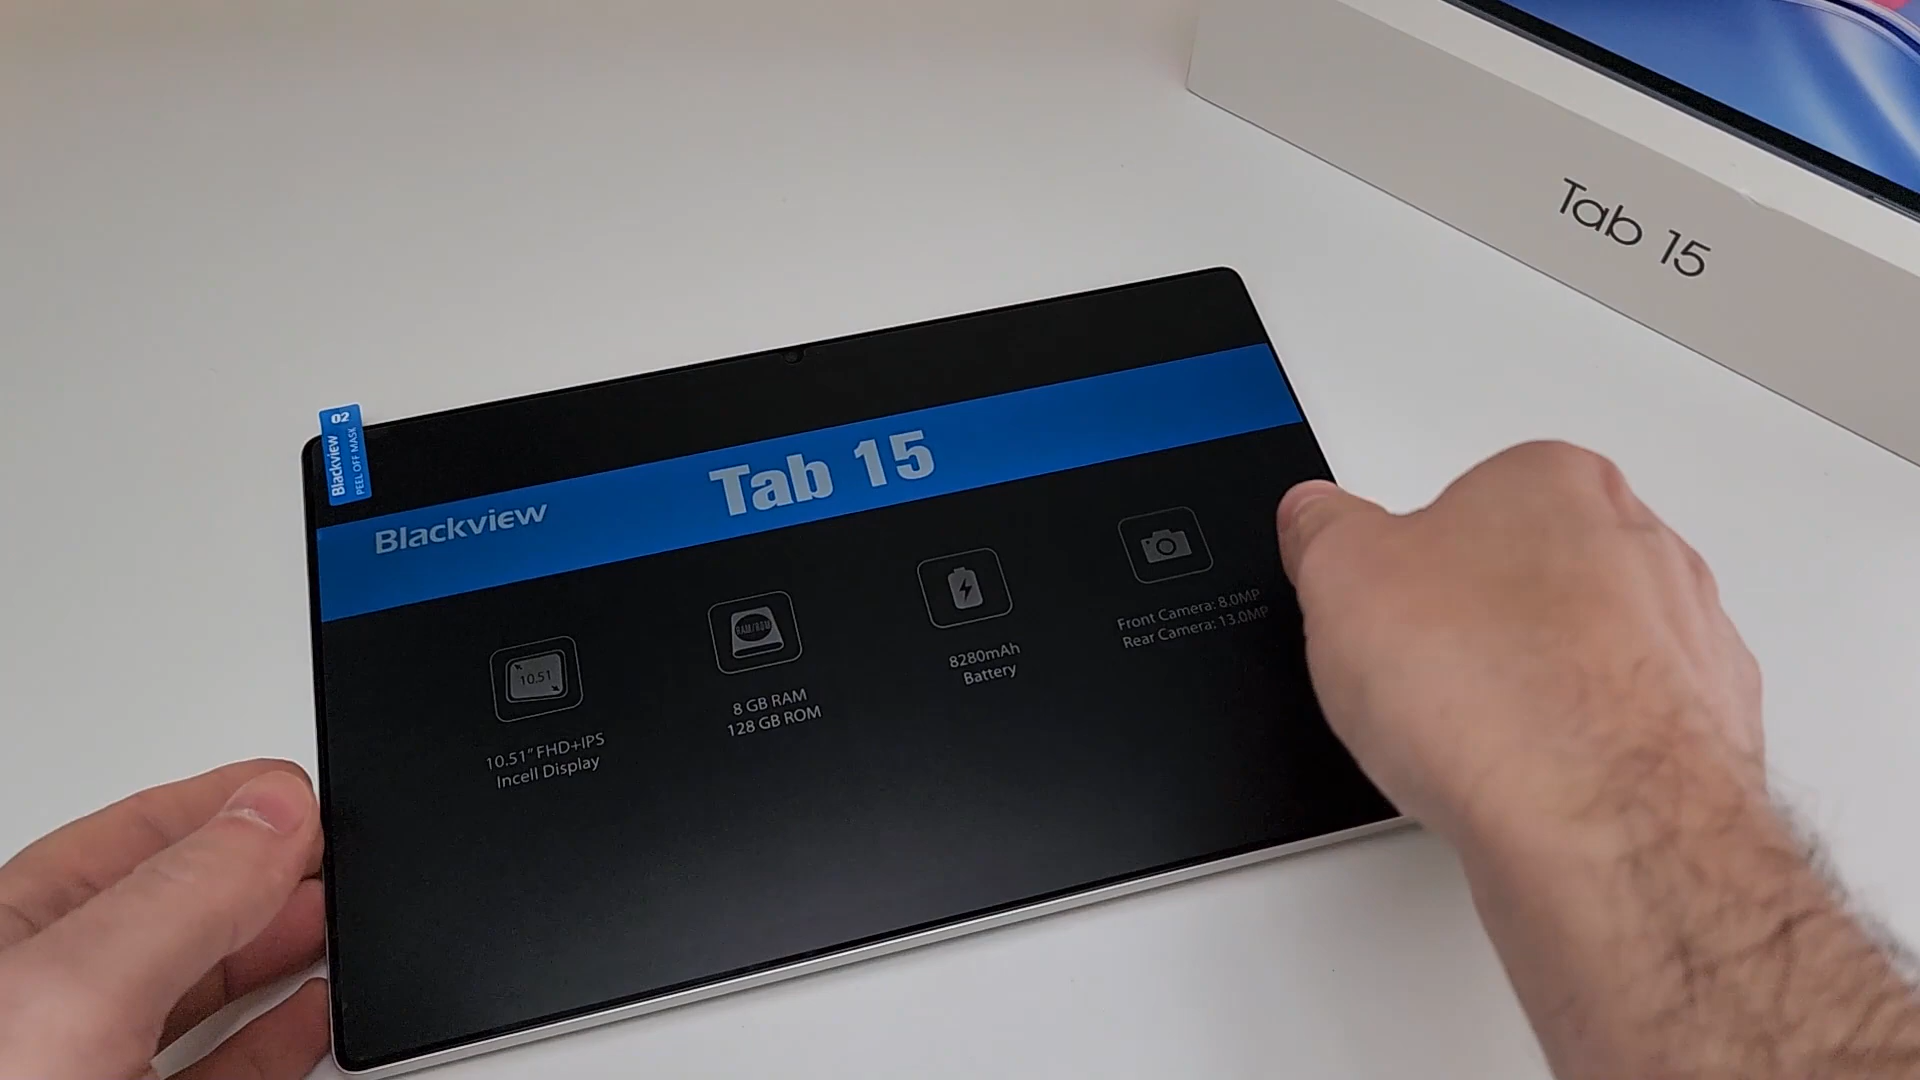 Tab 15
Blackview 02
PEEL OFF MASK
Blackview
Tab 15
10.51
10.51" FHD+IPS
Incell Display
RAM/ROM
8 GB RAM
128 GB ROM
8280mAh
Battery
Front Camera: 8.0MP
Rear Camera: 13.0MP